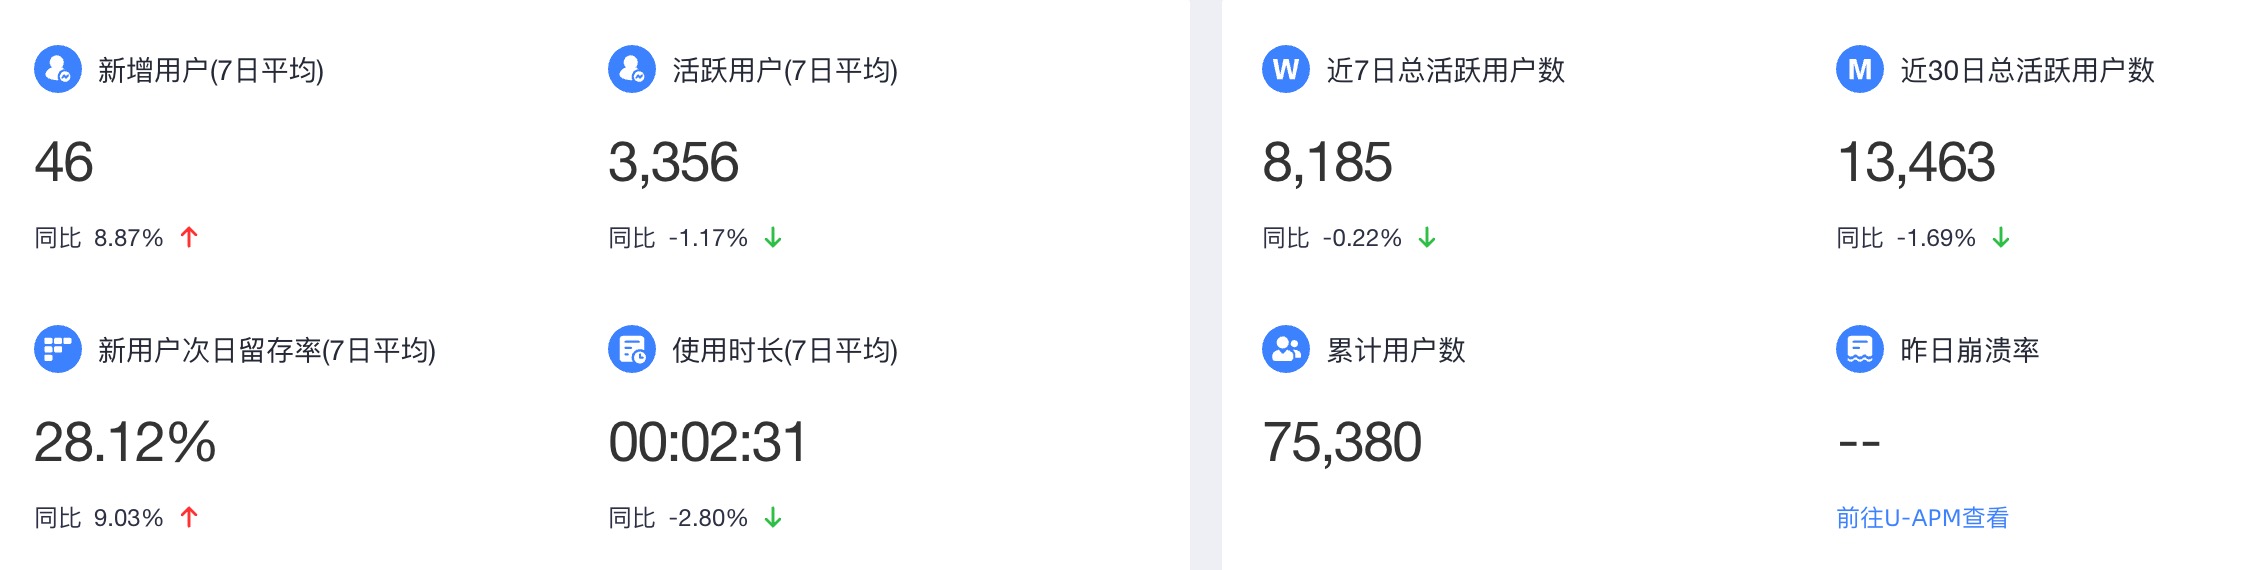 新增用户(7日平均)
46
同比 8.87% ↑
活跃用户(7日平均)
3,356
同比 -1.17% ↓
新用户次日留存率(7日平均)
28.12%
同比 9.03% ↑
使用时长(7日平均)
00:02:31
同比 -2.80% ↓
W 近7日总活跃用户数
8,185
同比 -0.22% ↓
M 近30日总活跃用户数
13,463
同比 -1.69% ↓
累计用户数
75,380
昨日崩溃率
--
前往U-APM查看